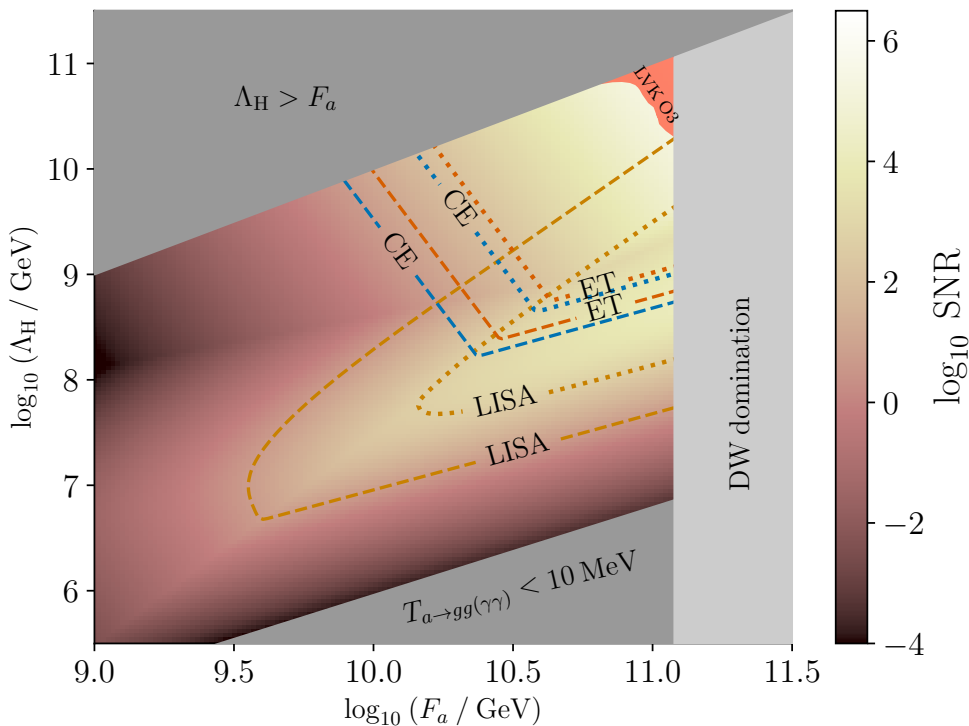 11
10
9
8
7
6
log₁₀ (Λ_H / GeV)
Λ_H > F_a
LVK O3
CE
CE
ET
ET
LISA
LISA
T_{a→gg(γγ)} < 10 MeV
DW domination
9.0 9.5 10.0 10.5 11.0 11.5
log₁₀ (F_a / GeV)
6
4
2
0
−2
−4
log₁₀ SNR